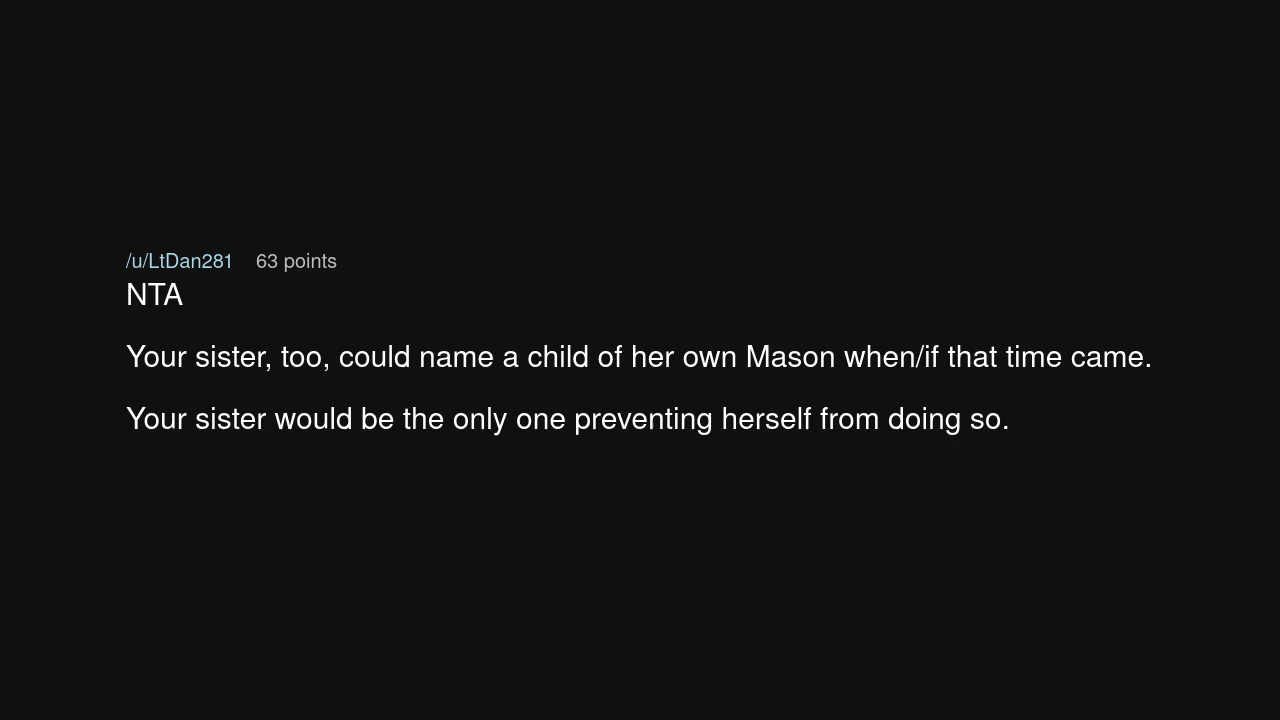 /u/LtDan281 63 points
NTA
Your sister, too, could name a child of her own Mason when/if that time came.
Your sister would be the only one preventing herself from doing so.